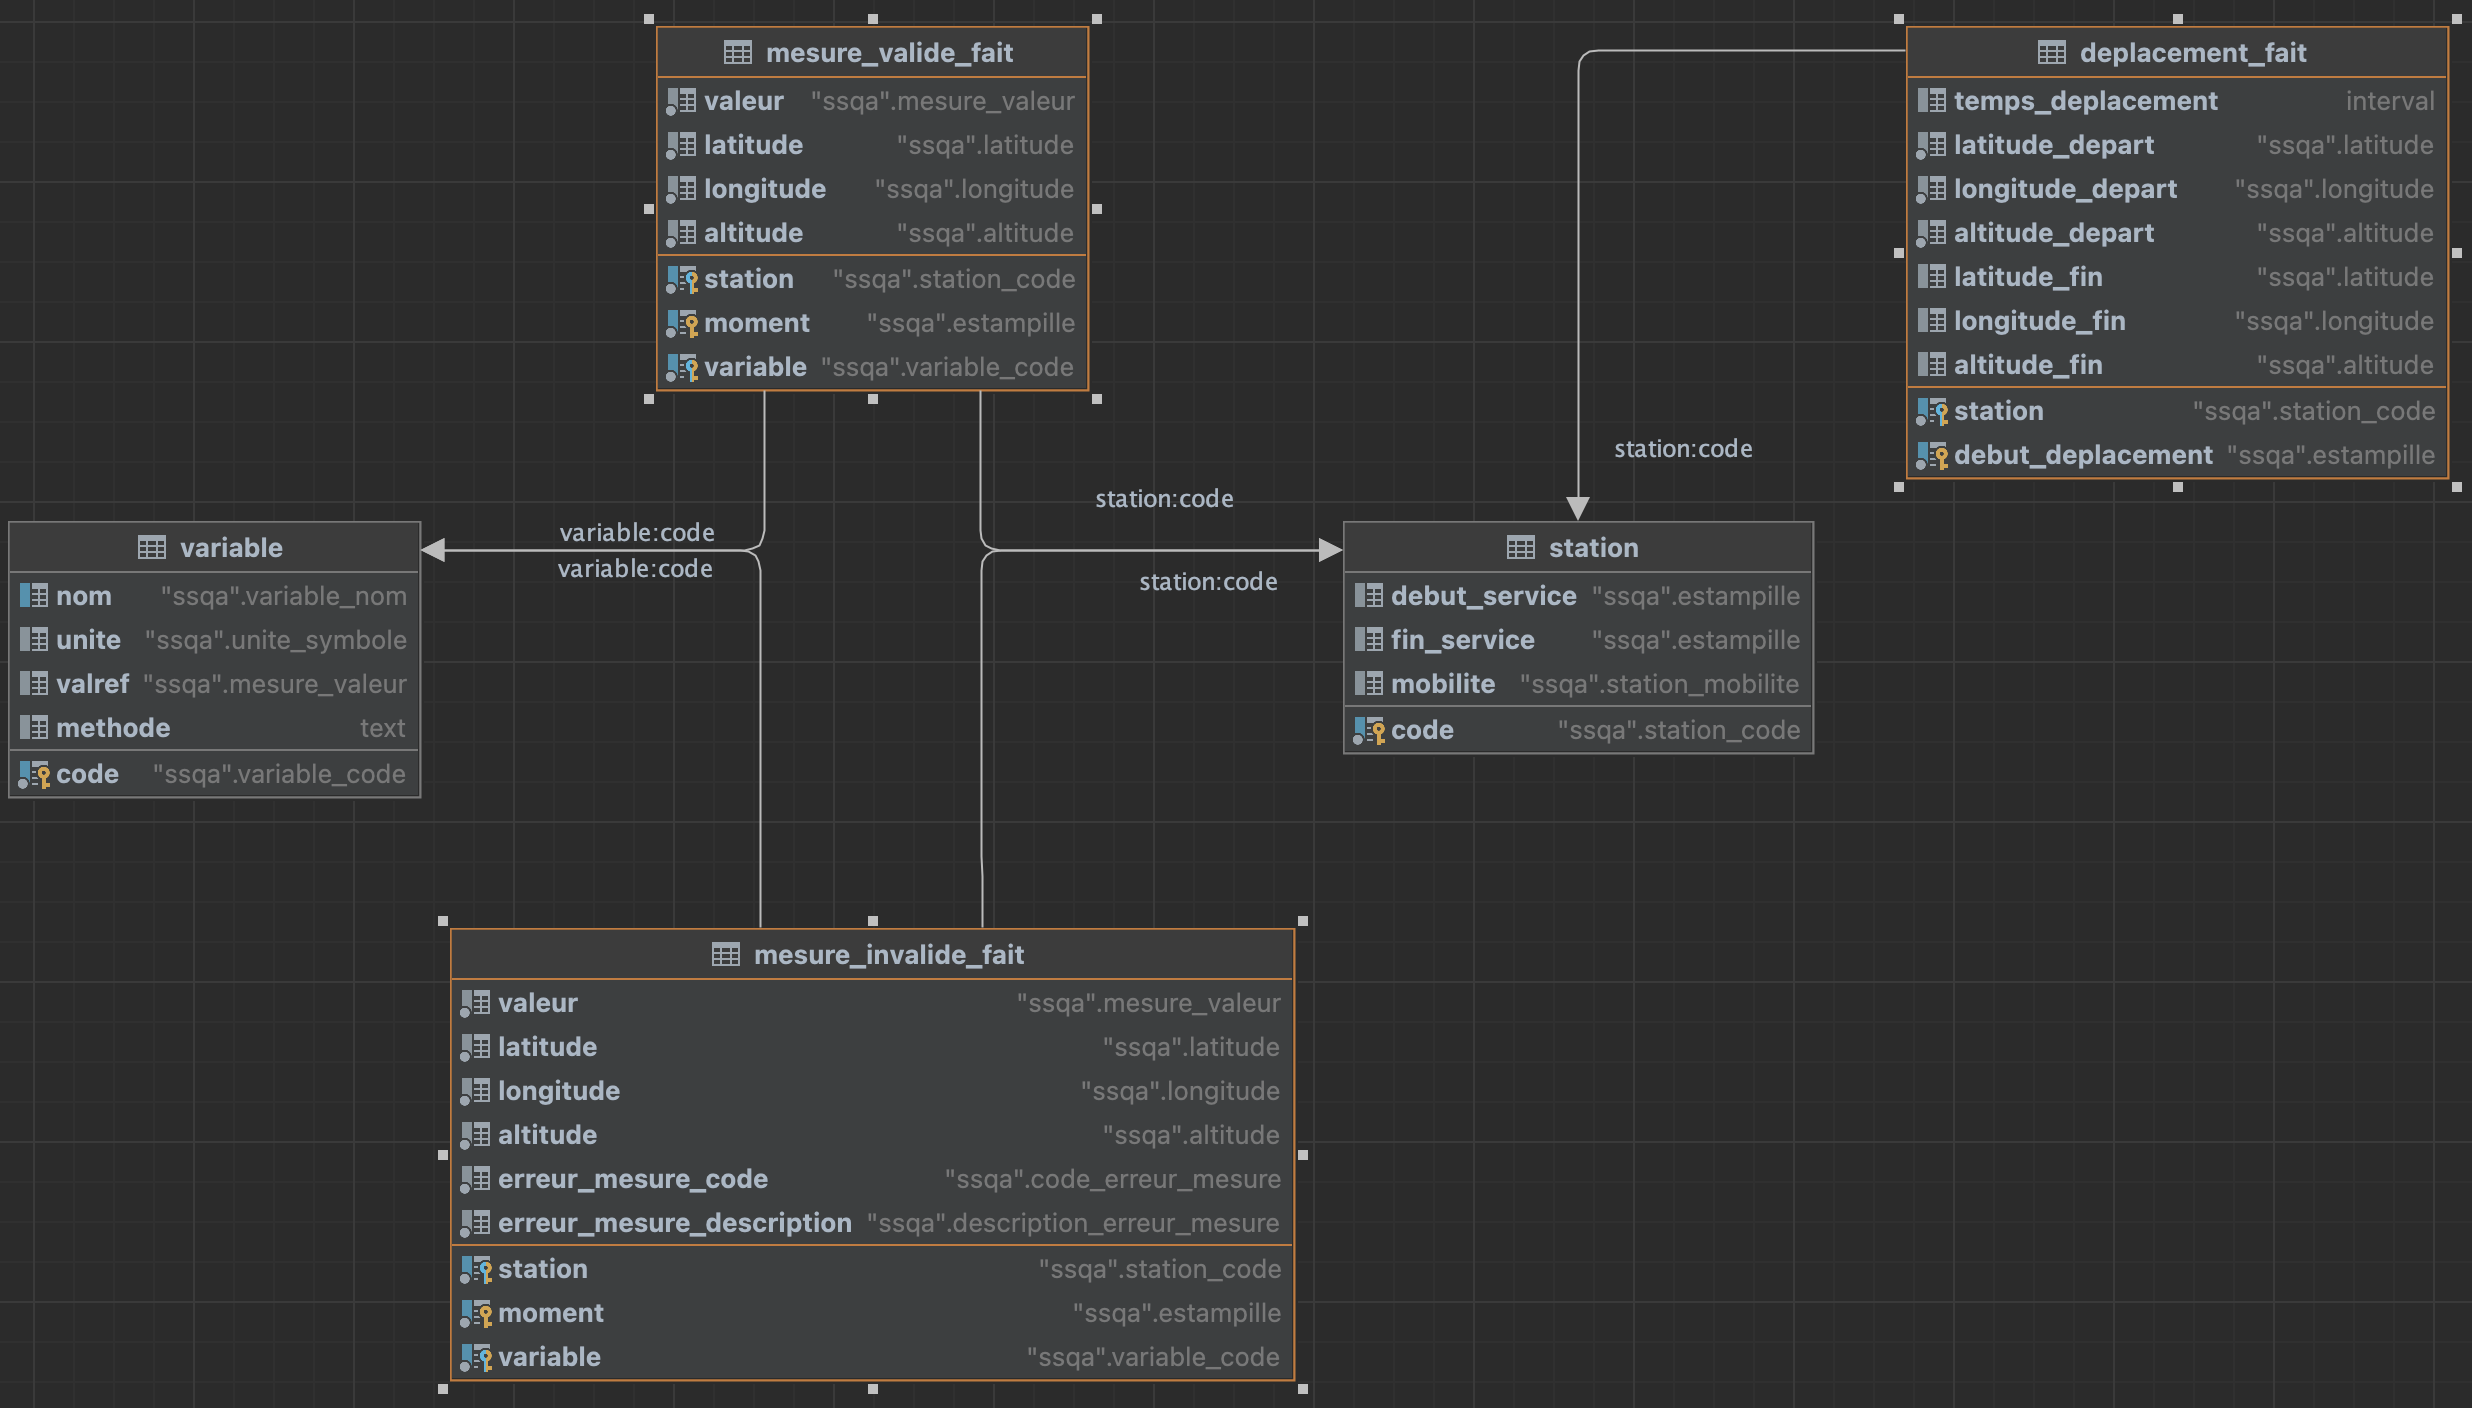 mesure_valide_fait
valeur "ssqa".mesure_valeur
latitude "ssqa".latitude
longitude "ssqa".longitude
altitude "ssqa".altitude
station "ssqa".station_code
moment "ssqa".estampille
variable "ssqa".variable_code
deplacement_fait
temps_deplacement interval
latitude_depart "ssqa".latitude
longitude_depart "ssqa".longitude
altitude_depart "ssqa".altitude
latitude_fin "ssqa".latitude
longitude_fin "ssqa".longitude
altitude_fin "ssqa".altitude
station "ssqa".station_code
debut_deplacement "ssqa".estampille
station:code
station:code
variable:code
variable:code
station:code
variable
nom "ssqa".variable_nom
unite "ssqa".unite_symbole
valref "ssqa".mesure_valeur
methode text
code "ssqa".variable_code
station
debut_service "ssqa".estampille
fin_service "ssqa".estampille
mobilite "ssqa".station_mobilite
code "ssqa".station_code
mesure_invalide_fait
valeur "ssqa".mesure_valeur
latitude "ssqa".latitude
longitude "ssqa".longitude
altitude "ssqa".altitude
erreur_mesure_code "ssqa".code_erreur_mesure
erreur_mesure_description "ssqa".description_erreur_mesure
station "ssqa".station_code
moment "ssqa".estampille
variable "ssqa".variable_code